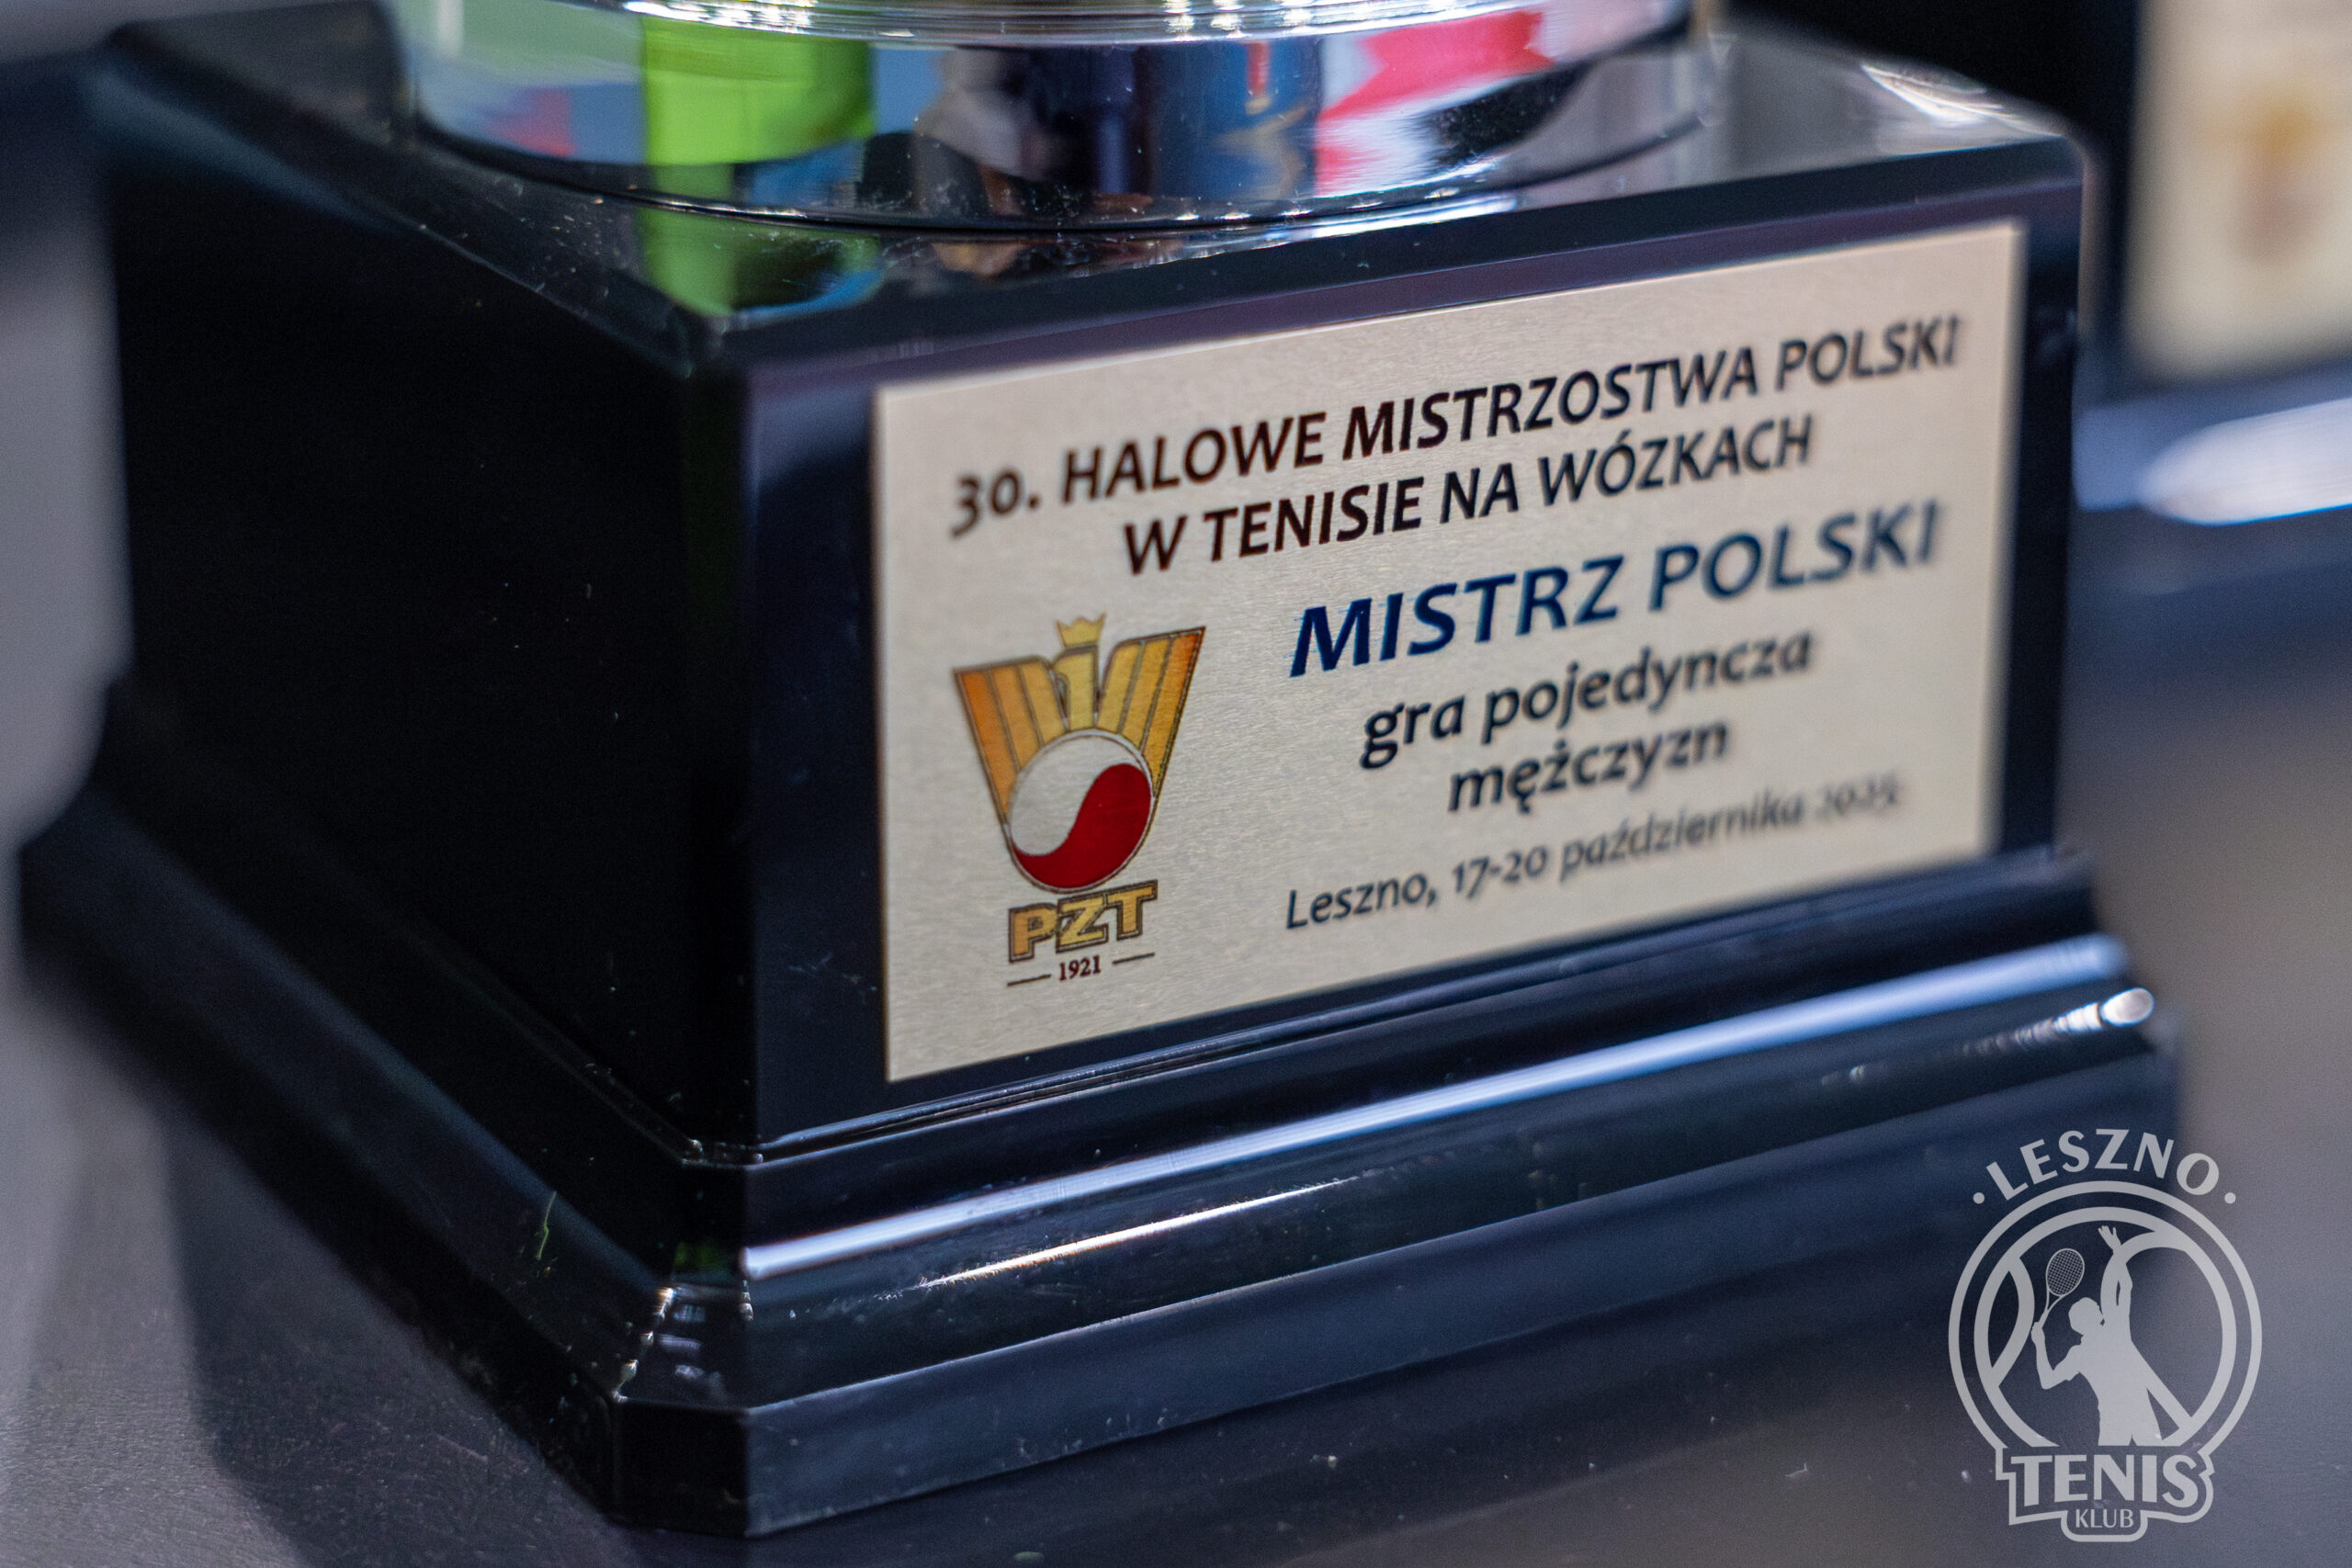 30. HALOWE MISTRZOSTWA POLSKI
W TENISIE NA WÓZKACH
MISTRZ POLSKI
gra pojedyncza
mężczyzn
Leszno, 17-20 października 2025
PZT
1921
LESZNO
TENIS
KLUB